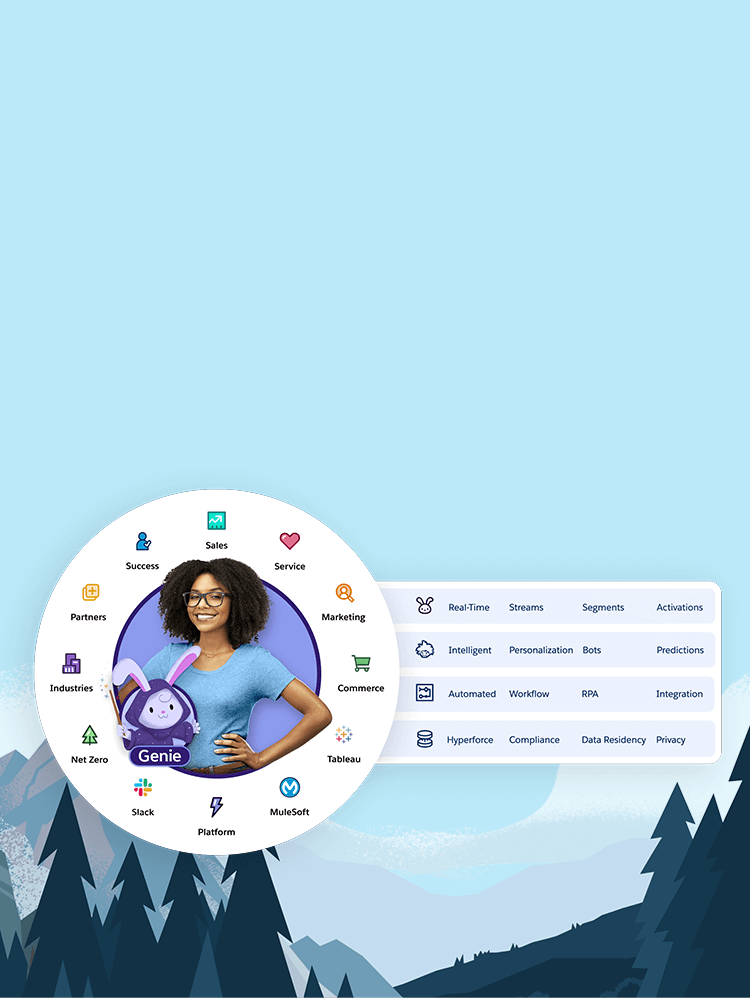 Sales
Success
Service
Partners
Marketing
Industries
Commerce
Net Zero
Tableau
Slack
MuleSoft
Platform
Genie
Real-Time Streams Segments Activations
Intelligent Personalization Bots Predictions
Automated Workflow RPA Integration
Hyperforce Compliance Data Residency Privacy